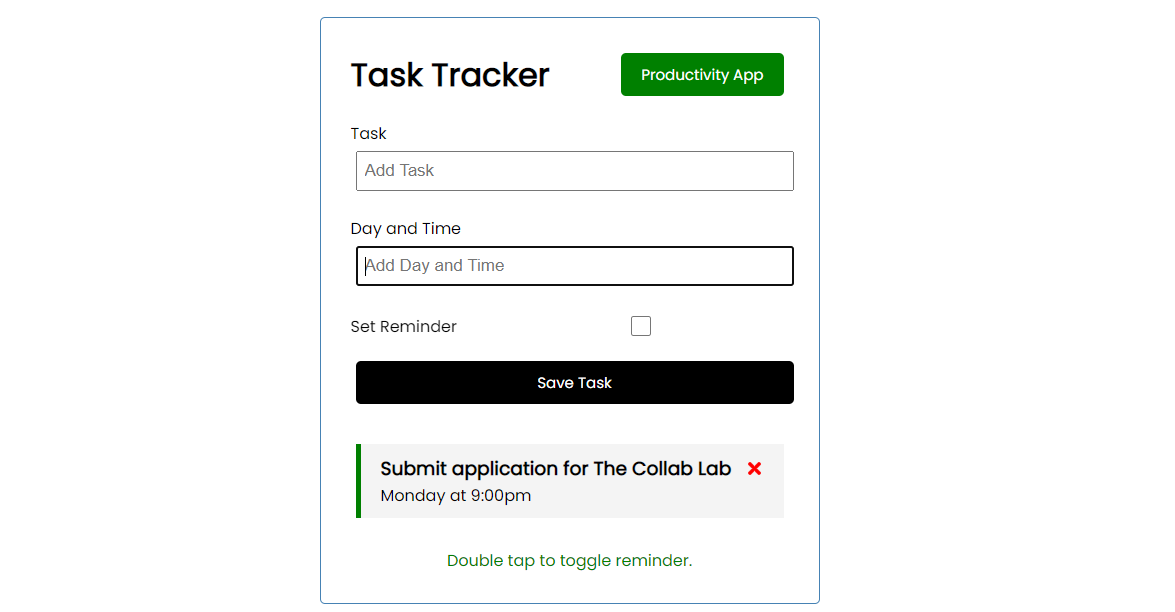 Task Tracker
Productivity App
Task
Add Task
Day and Time
Add Day and Time
Set Reminder
Save Task
Submit application for The Collab Lab
Monday at 9:00pm
Double tap to toggle reminder.